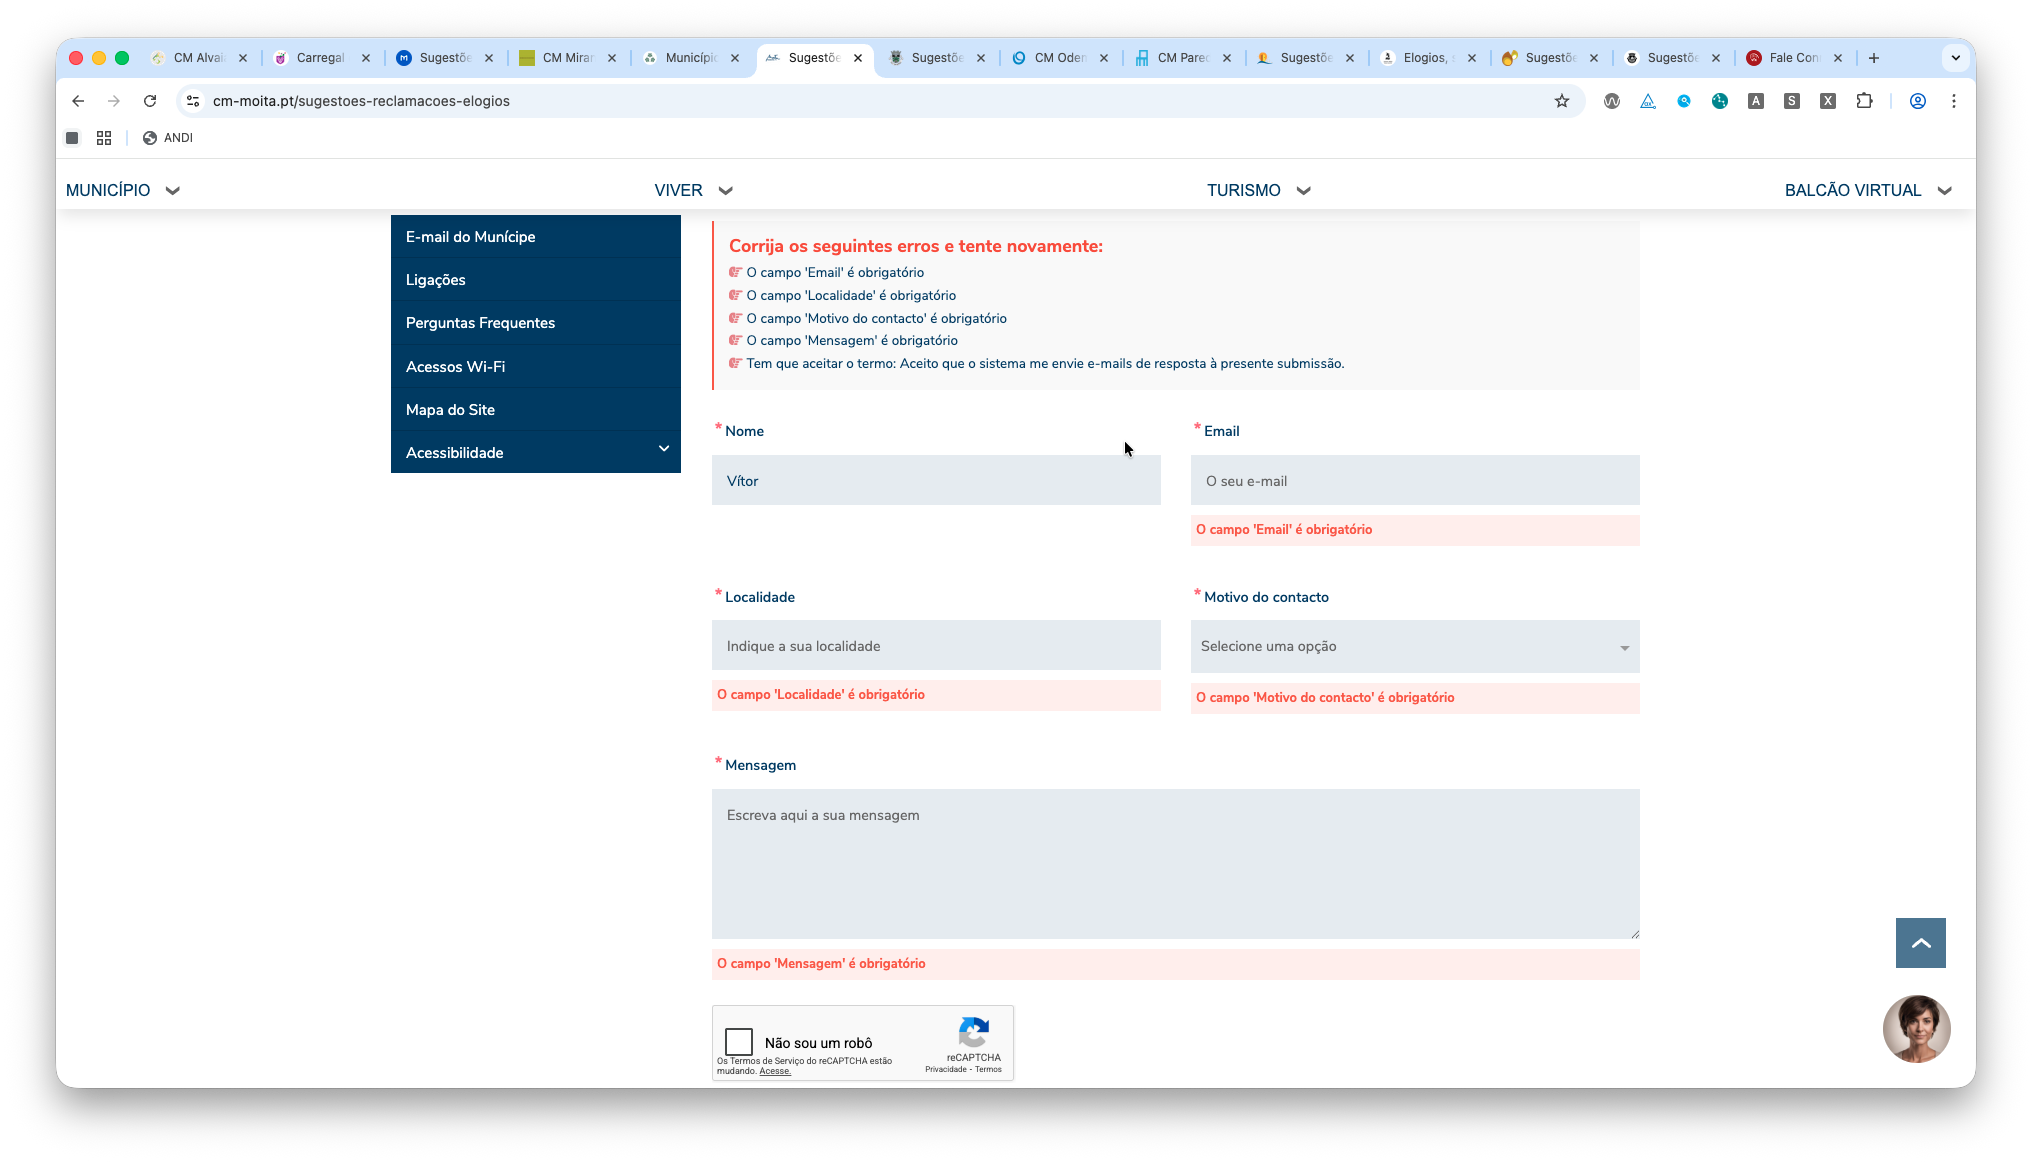 CM Alvai
Carregal
Sugestõe
CM Miran
Município
Sugestõe
Sugestõe
CM Odem
CM Pared
Sugestõe
Elogios, s
Sugestõe
Sugestõe
Fale Con
cm-moita.pt/sugestoes-reclamacoes-elogios
A
S
X
ANDI
MUNICÍPIO
VIVER
TURISMO
BALCÃO VIRTUAL
E-mail do Munícipe
Ligações
Perguntas Frequentes
Acessos Wi-Fi
Mapa do Site
Acessibilidade
Corrija os seguintes erros e tente novamente:
O campo 'Email' é obrigatório
O campo 'Localidade' é obrigatório
O campo 'Motivo do contacto' é obrigatório
O campo 'Mensagem' é obrigatório
Tem que aceitar o termo: Aceito que o sistema me envie e-mails de resposta à presente submissão.
* Nome
Vítor
* Email
O seu e-mail
O campo 'Email' é obrigatório
* Localidade
Indique a sua localidade
O campo 'Localidade' é obrigatório
* Motivo do contacto
Selecione uma opção
O campo 'Motivo do contacto' é obrigatório
* Mensagem
Escreva aqui a sua mensagem
O campo 'Mensagem' é obrigatório
Não sou um robô
Os Termos de Serviço do reCAPTCHA estão
mudando. Acesse.
reCAPTCHA
Privacidade - Termos